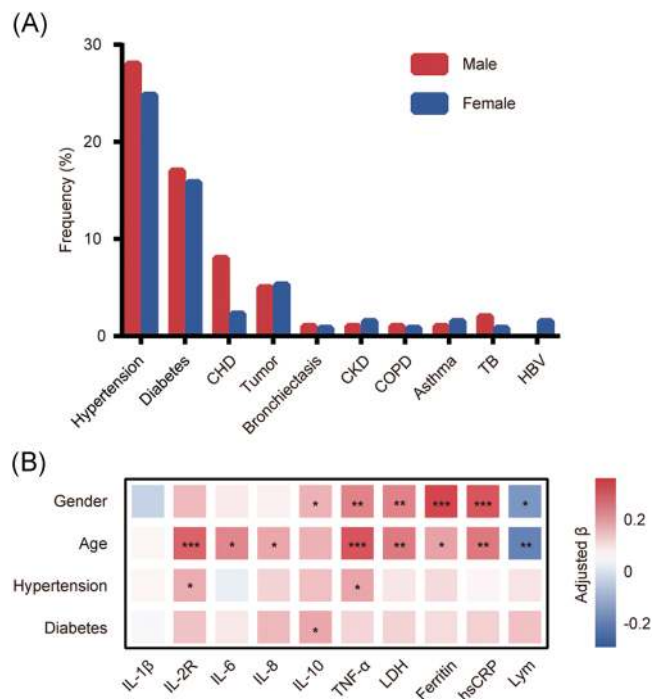 (A)
30
20
10
0
Frequency (%)
Male
Female
Hypertension
Diabetes
CHD
Tumor
Bronchiectasis
CKD
COPD
Asthma
TB
HBV
(B)
Gender
* ** ** *** *** *
Age
*** * * *** ** * ** **
Hypertension
* *
Diabetes
*
IL-1β
IL-2R
IL-6
IL-8
IL-10
TNF-α
LDH
Ferritin
hsCRP
Lym
0.2
0
-0.2
Adjusted β